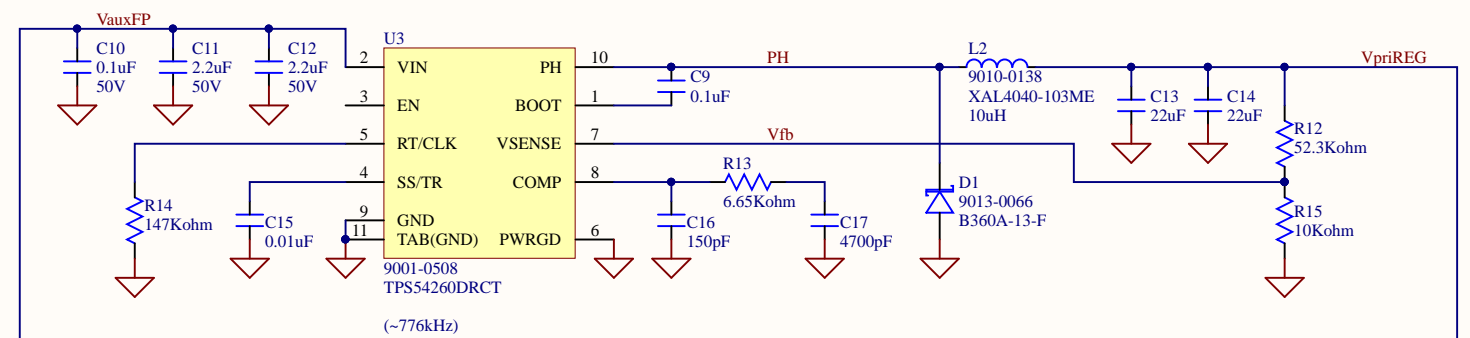 VauxFP
C10
0.1uF
50V
C11
2.2uF
50V
C12
2.2uF
50V
U3
2
VIN
3
EN
5
RT/CLK
4
SS/TR
9
GND
11
TAB(GND)
PH
10
BOOT
1
VSENSE
7
COMP
8
PWRGD
6
9001-0508
TPS54260DRCT
(~776kHz)
R14
147Kohm
C15
0.01uF
PH
C9
0.1uF
Vfb
R13
6.65Kohm
C16
150pF
C17
4700pF
D1
9013-0066
B360A-13-F
L2
9010-0138
XAL4040-103ME
10uH
C13
22uF
C14
22uF
VpriREG
R12
52.3Kohm
R15
10Kohm